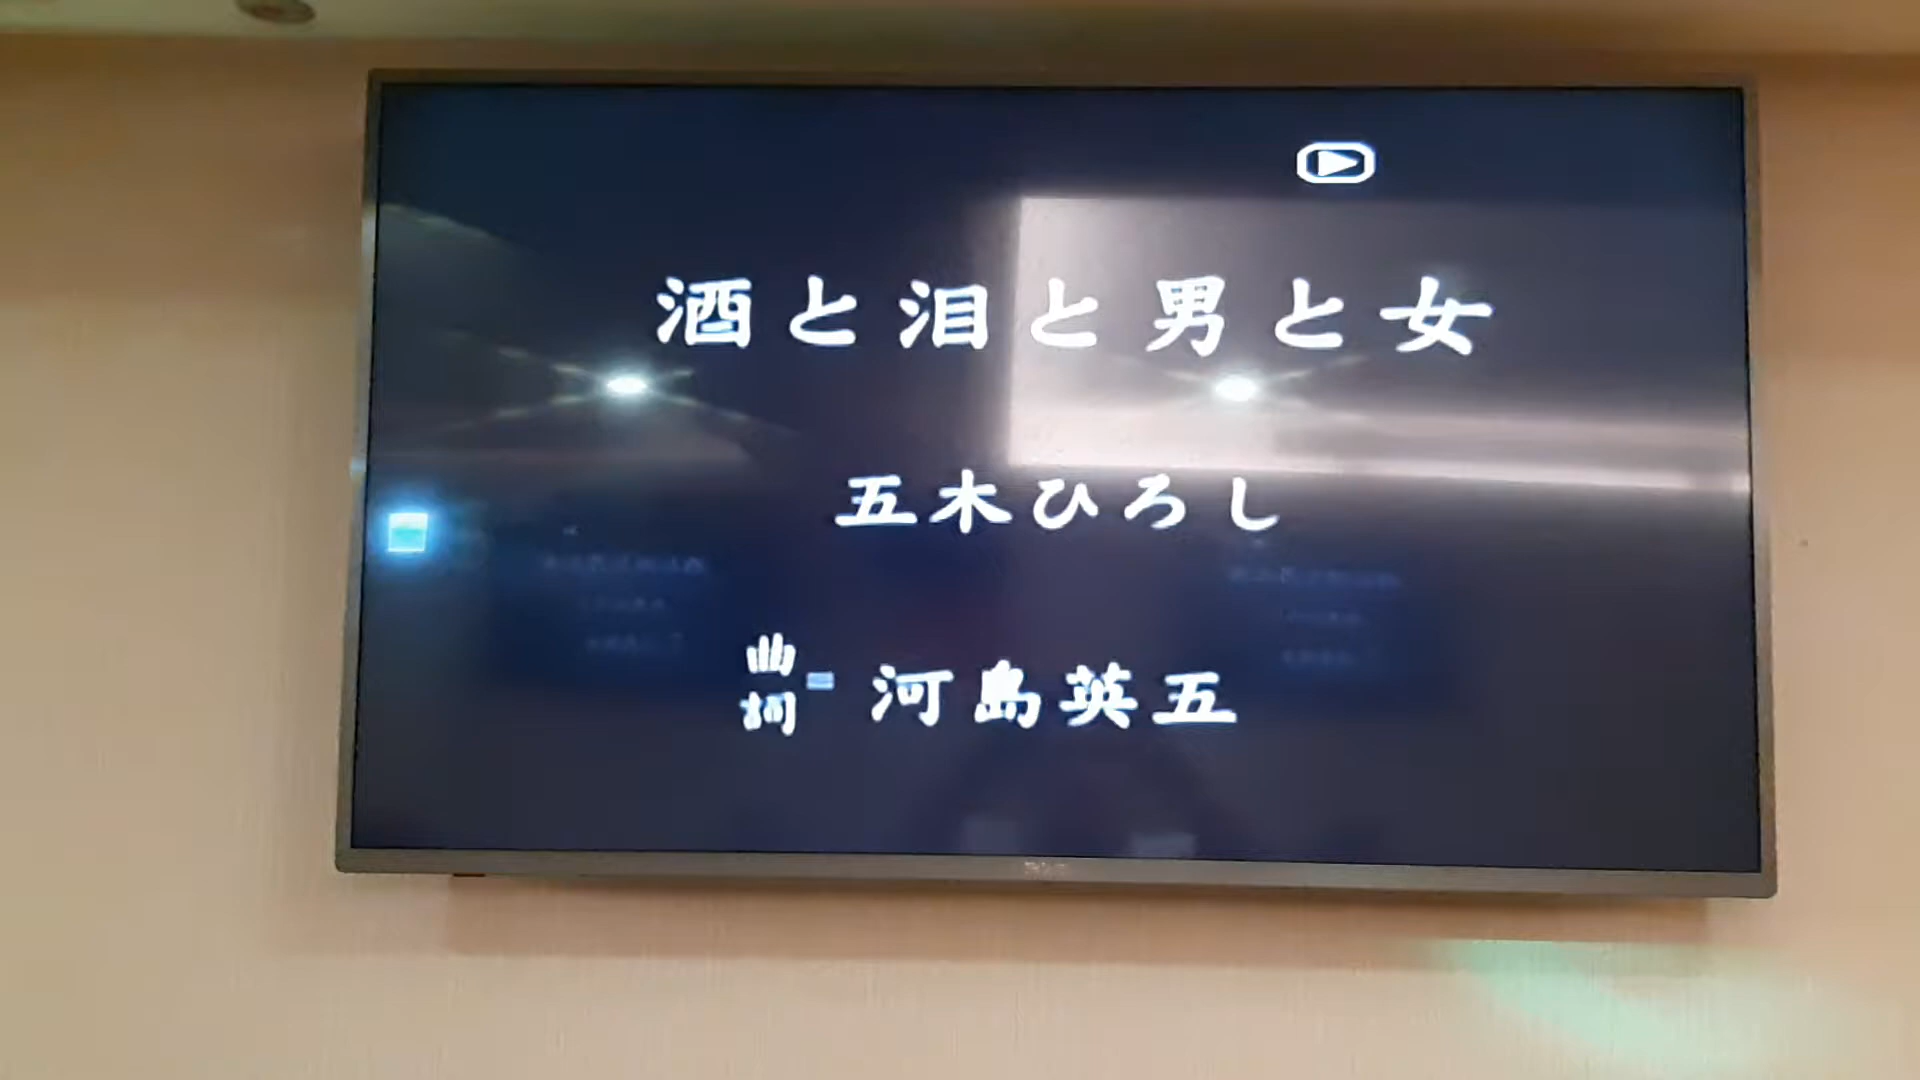 酒と泪と男と女
五木ひろし
曲
詞 河島英五